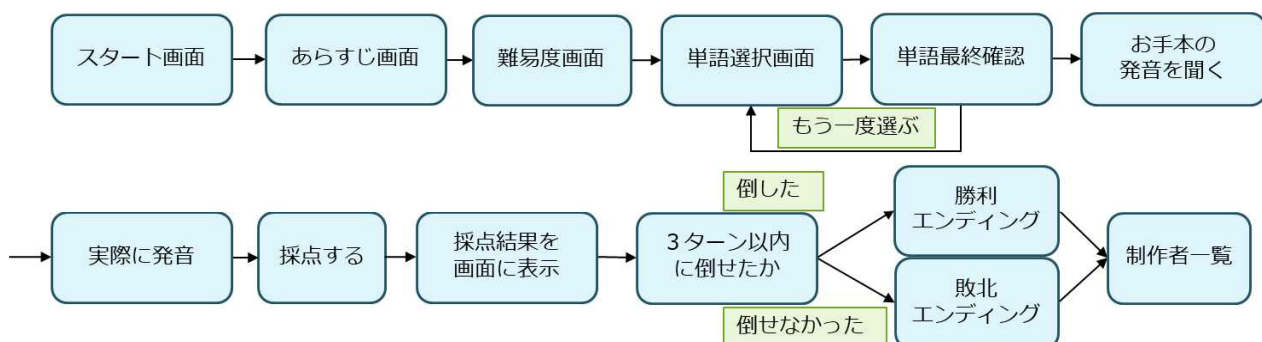 スタート画面
あらすじ画面
難易度画面
単語選択画面
単語最終確認
お手本の
発音を聞く
もう一度選ぶ
実際に発音
採点する
採点結果を
画面に表示
３ターン以内
に倒せたか
倒した
倒せなかった
勝利
エンディング
敗北
エンディング
制作者一覧